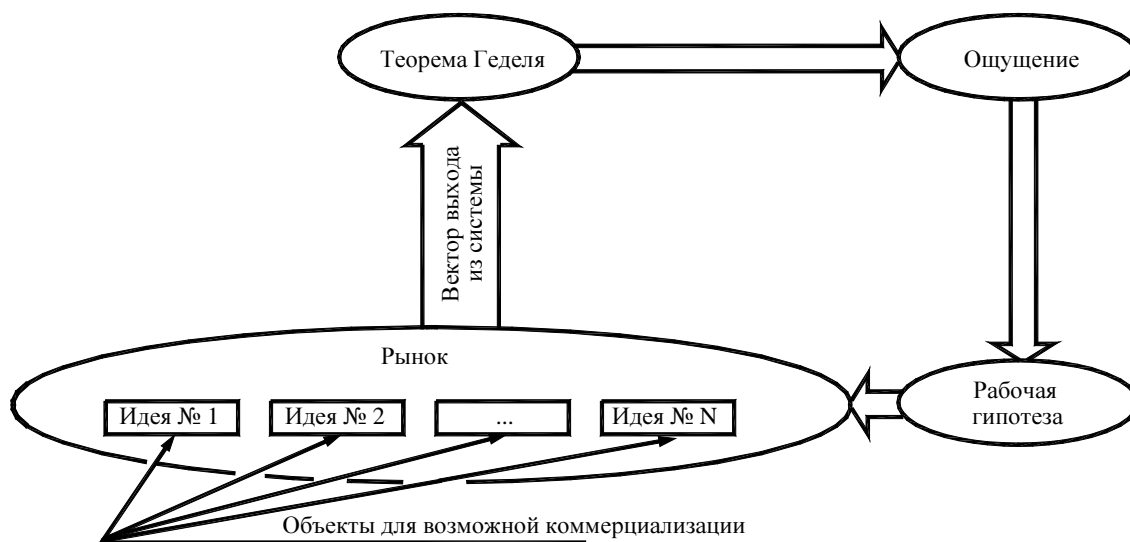 Теорема Геделя
Ощущение
Вектор выхода
из системы
Рынок
Идея № 1
Идея № 2
...
Идея № N
Рабочая
гипотеза
Объекты для возможной коммерциализации